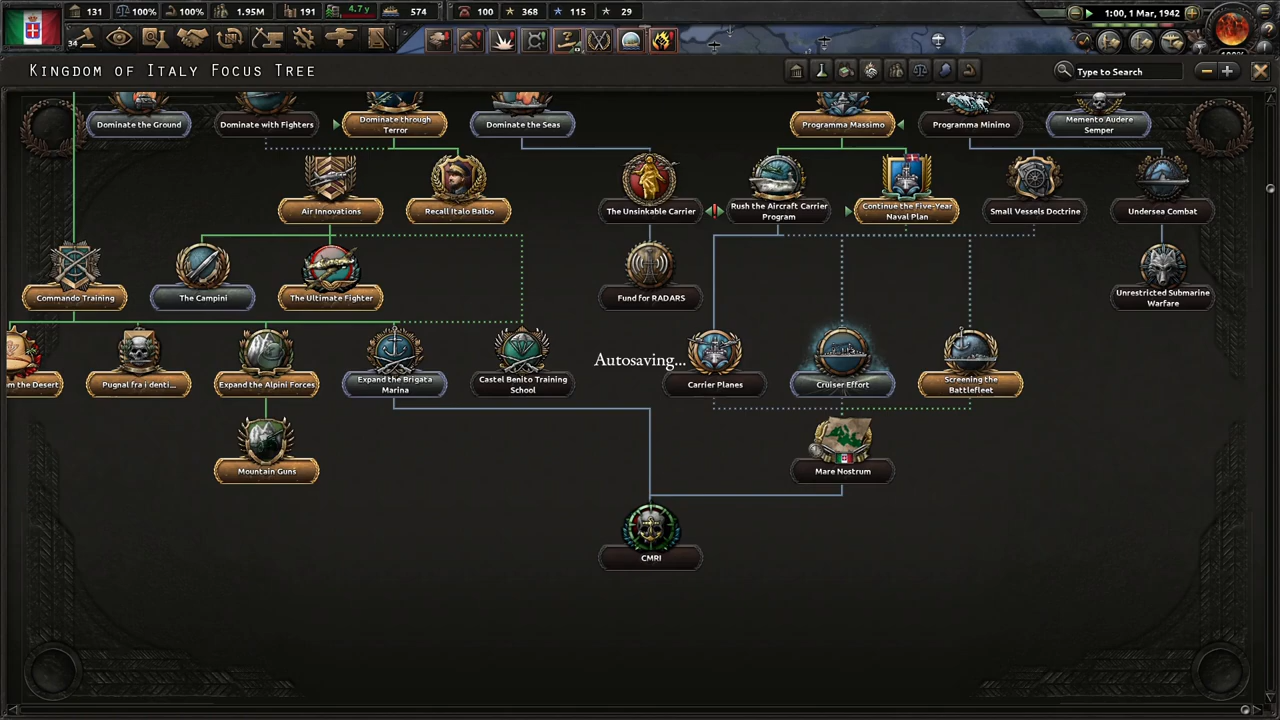 131
100%
100%
1.95M
191
4.7 y
574
100
368
115
29
1:00, 1 Mar, 1942
34
Kingdom of Italy Focus Tree
Type to Search
Dominate the Ground
Dominate with Fighters
Dominate through
Terror
Dominate the Seas
Programma Massimo
Programma Minimo
Memento Audere
Semper
Air Innovations
Recall Italo Balbo
The Unsinkable Carrier
Rush the Aircraft Carrier
Program
Continue the Five-Year
Naval Plan
Small Vessels Doctrine
Undersea Combat
Commando Training
The Campini
The Ultimate Fighter
Fund for RADARS
Unrestricted Submarine
Warfare
Autosaving...
the Desert
Pugnal fra i denti,...
Expand the Alpini Forces
Expand the Brigata
Marina
Castel Benito Training
School
Carrier Planes
Cruiser Effort
Screening the
Battlefleet
Mountain Guns
Mare Nostrum
CMRI